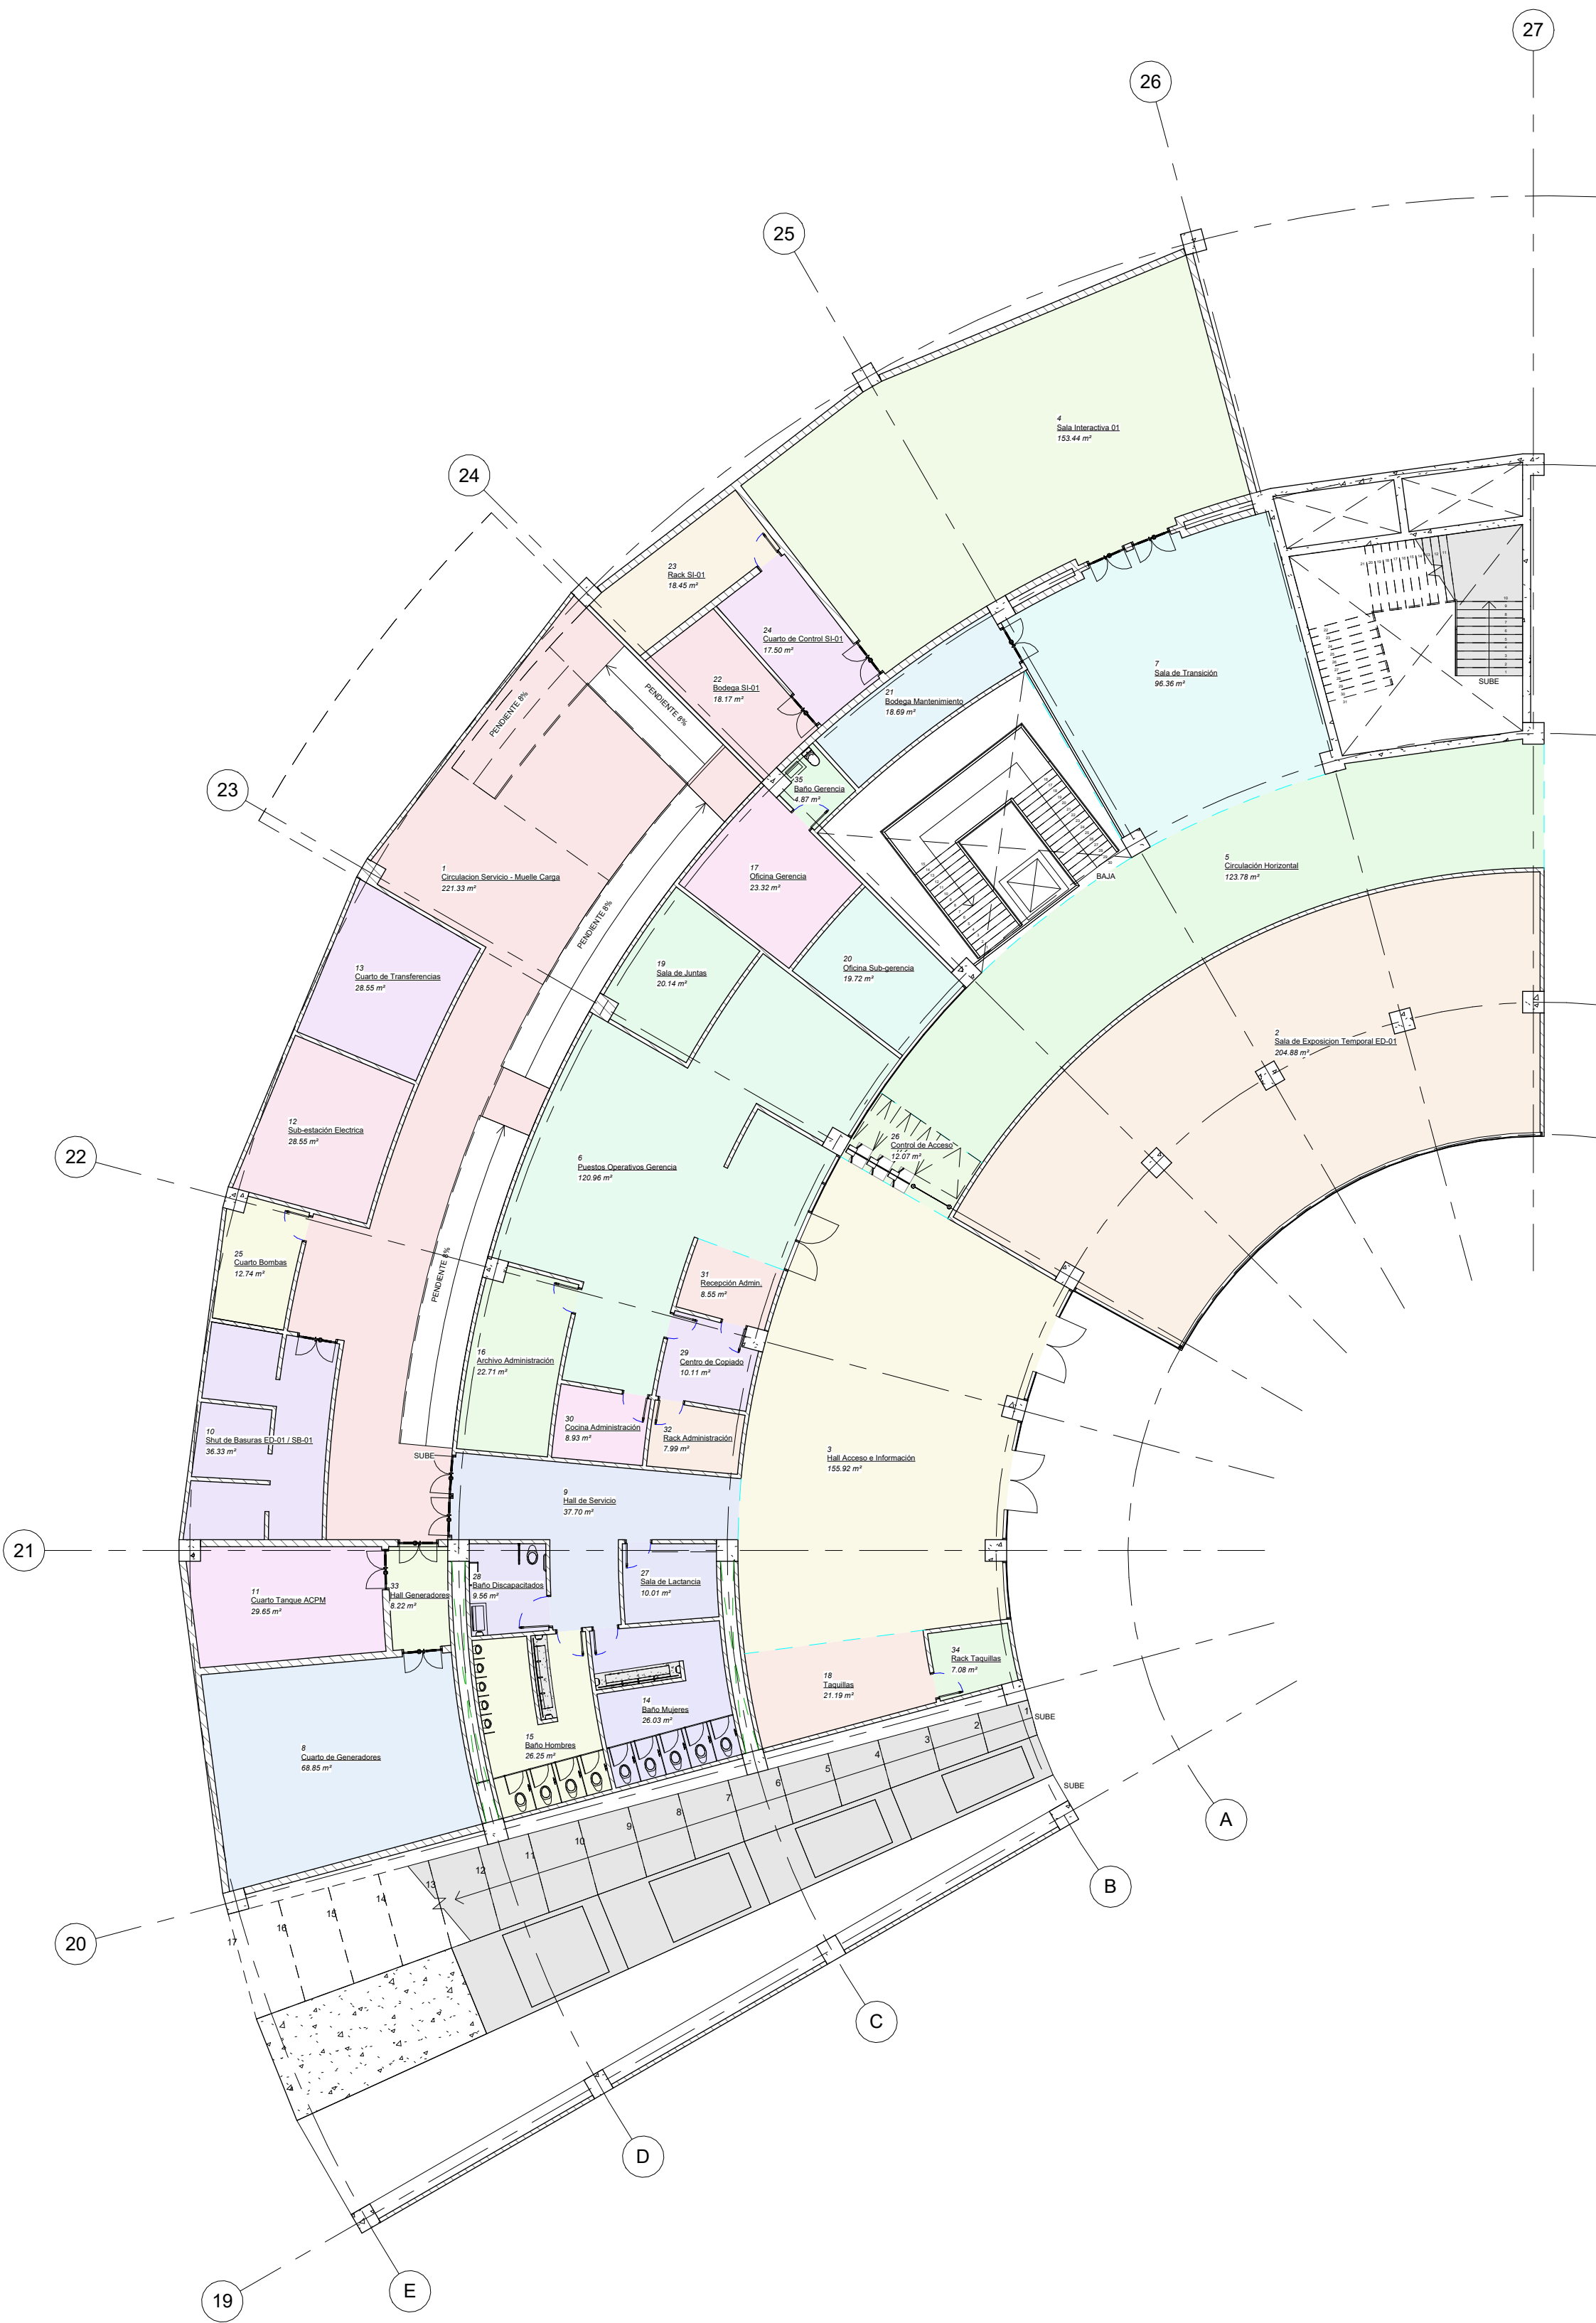 27
26
25
4
Sala Interactiva 01
153.44 m²
24
23
Rack SI-01
18.45 m²
24
Cuarto de Control SI-01
17.50 m²
22
Bodega SI-01
18.17 m²
21
Bodega Mantenimiento
18.69 m²
7
Sala de Transición
96.36 m²
SUBE
PENDIENTE 8%
PENDIENTE 8%
35
Baño Gerencia
4.87 m²
23
1
Circulacion Servicio - Muelle Carga
221.33 m²
17
Oficina Gerencia
23.32 m²
BAJA
5
Circulación Horizontal
123.78 m²
PENDIENTE 8%
13
Cuarto de Transferencias
28.55 m²
19
Sala de Juntas
20.14 m²
20
Oficina Sub-gerencia
19.72 m²
2
Sala de Exposicion Temporal ED-01
204.88 m²
12
Sub-estación Electrica
28.55 m²
26
Control de Acceso
12.07 m²
22
6
Puestos Operativos Gerencia
120.96 m²
25
Cuarto Bombas
12.74 m²
PENDIENTE 8%
31
Recepción Admin.
8.55 m²
16
Archivo Administración
22.71 m²
29
Centro de Copiado
10.11 m²
30
Cocina Administración
8.93 m²
32
Rack Administración
7.99 m²
10
Shut de Basuras ED-01 / SB-01
36.33 m²
SUBE
3
Hall Acceso e Información
155.92 m²
9
Hall de Servicio
37.70 m²
21
11
Cuarto Tanque ACPM
29.65 m²
33
Hall Generadores
8.22 m²
28
Baño Discapacitados
9.56 m²
27
Sala de Lactancia
10.01 m²
34
Rack Taquillas
7.08 m²
18
Taquillas
21.19 m²
14
Baño Mujeres
26.03 m²
15
Baño Hombres
26.25 m²
8
Cuarto de Generadores
68.85 m²
1
SUBE
2
3
4
5
6
7
8
9
10
11
12
13
14
15
16
17
SUBE
A
B
20
C
D
E
19